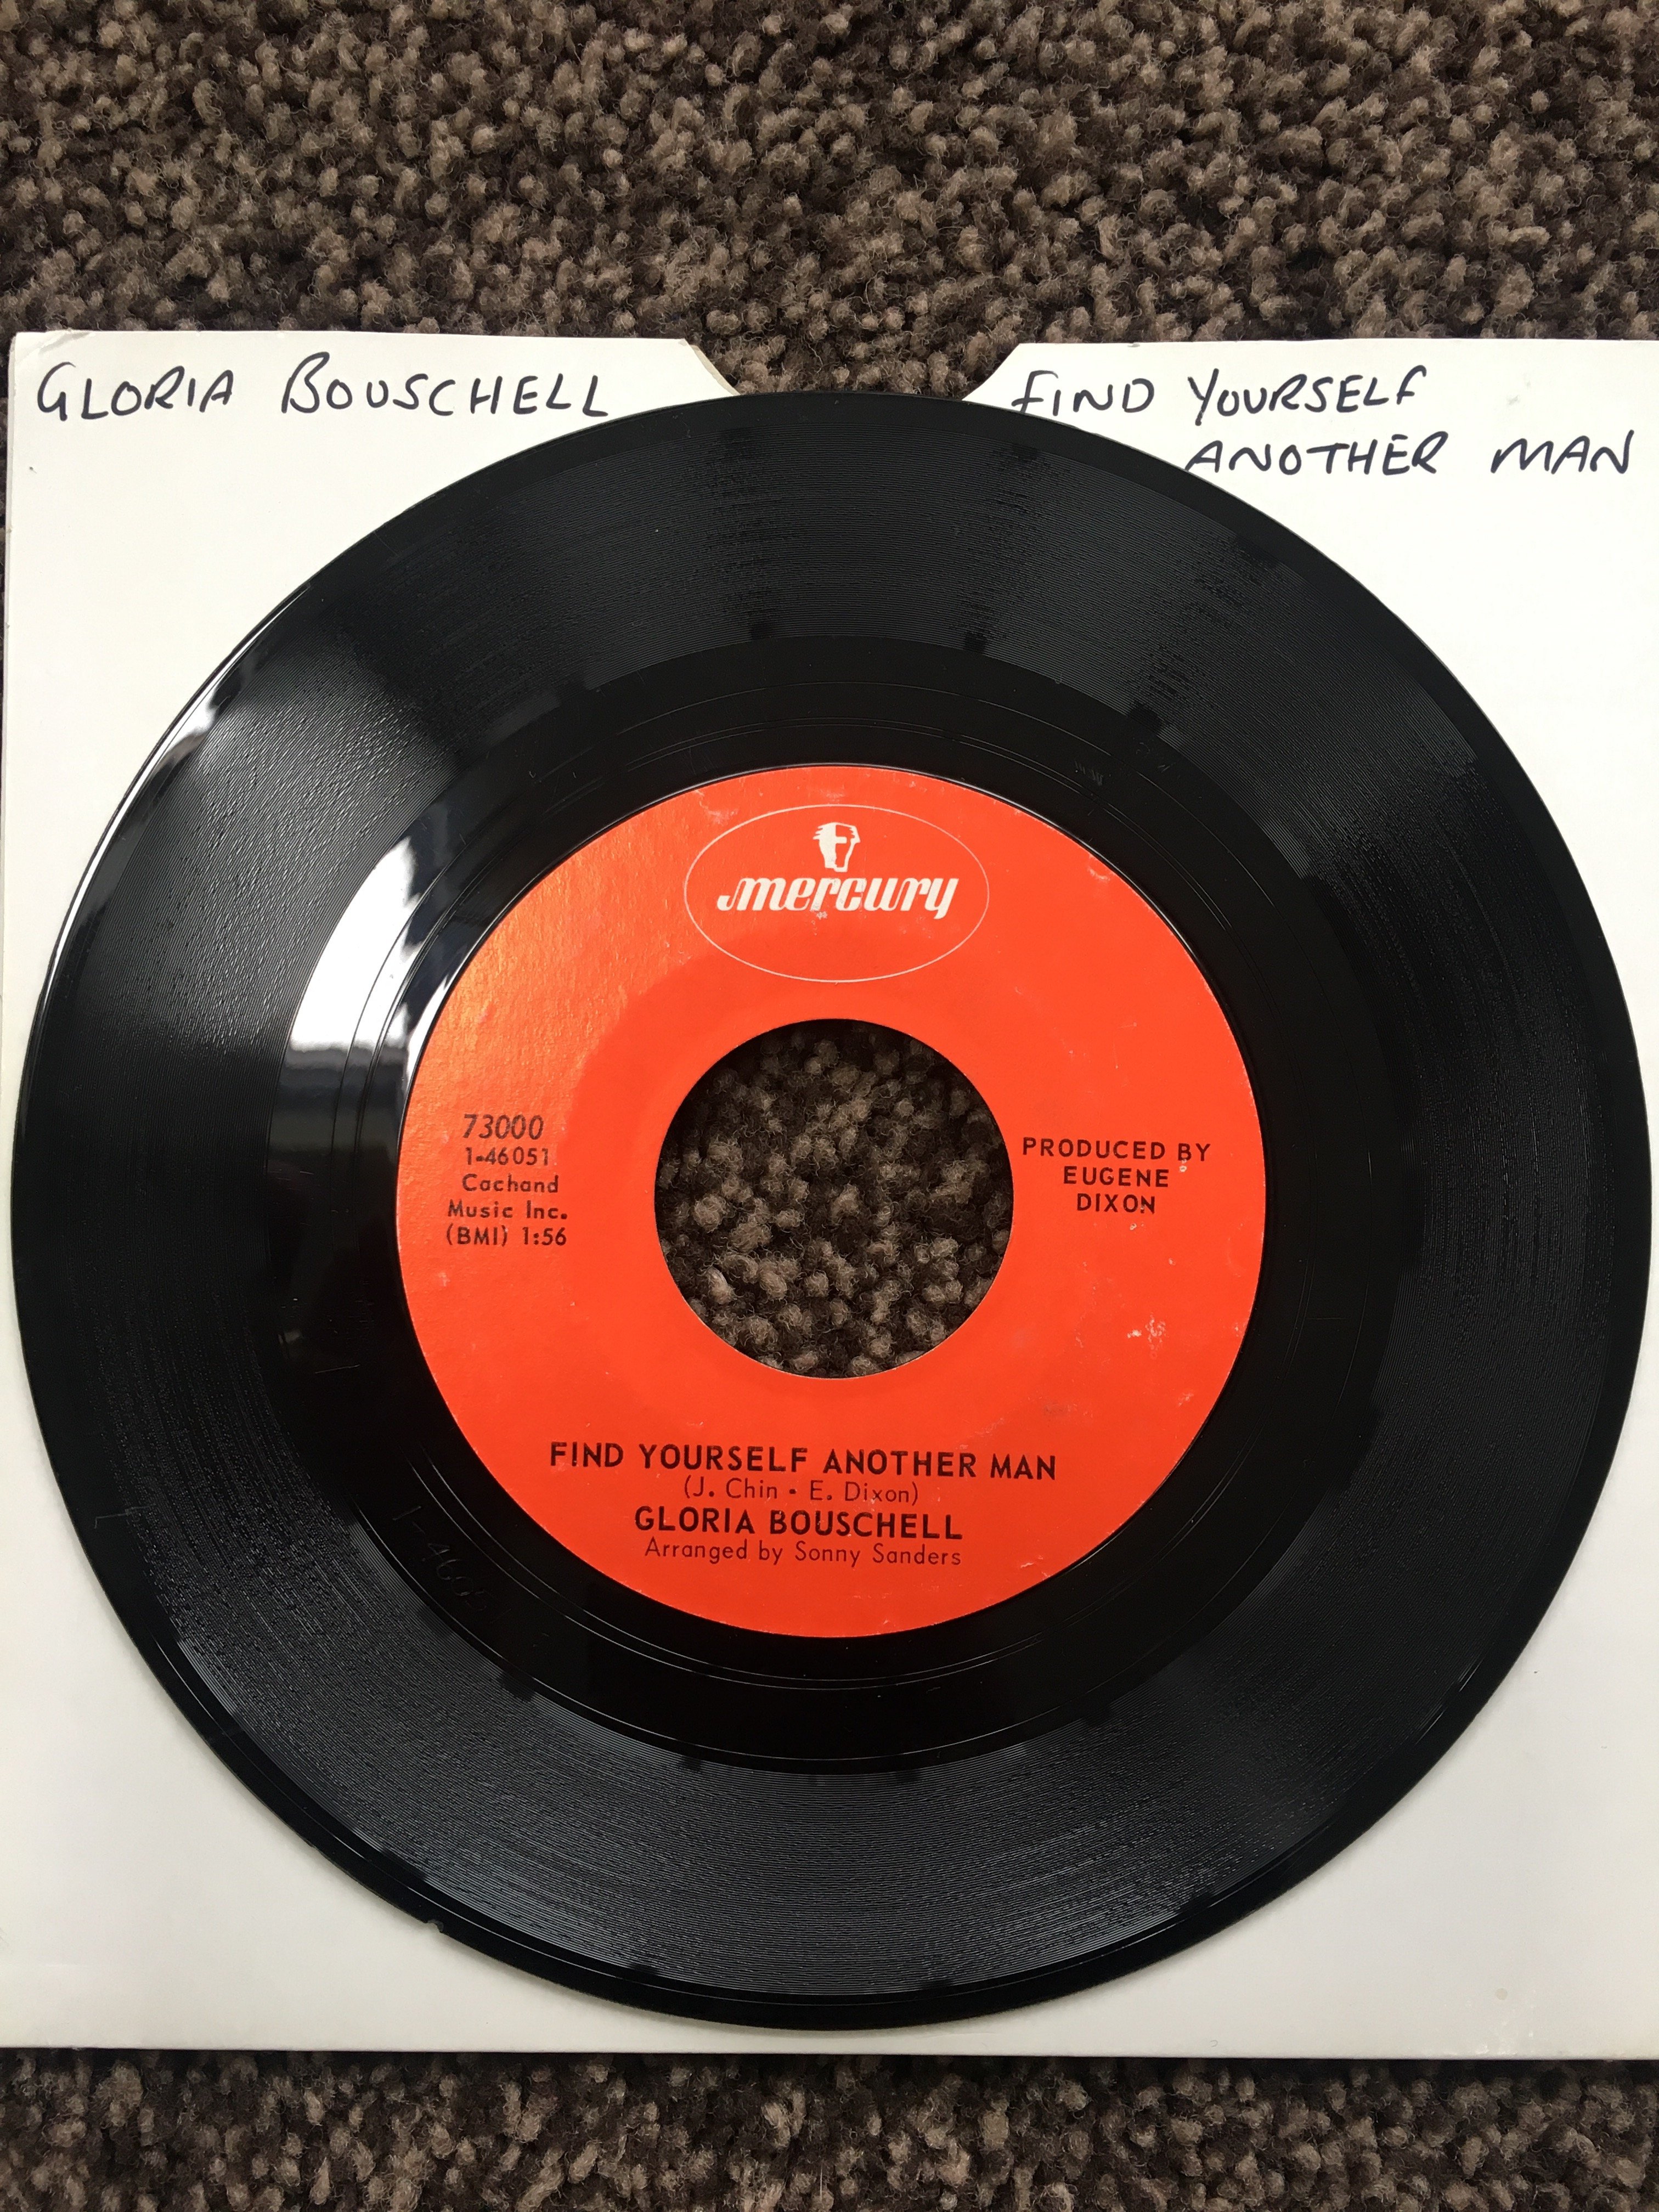 GLORIA BOUSCHELL
FIND YOURSELF
ANOTHER MAN
mercury
73000
1-46051
Cachand
Music Inc.
(BMI) 1:56
PRODUCED BY
EUGENE
DIXON
FIND YOURSELF ANOTHER MAN
(J. Chin • E. Dixon)
GLORIA BOUSCHELL
Arranged by Sonny Sanders